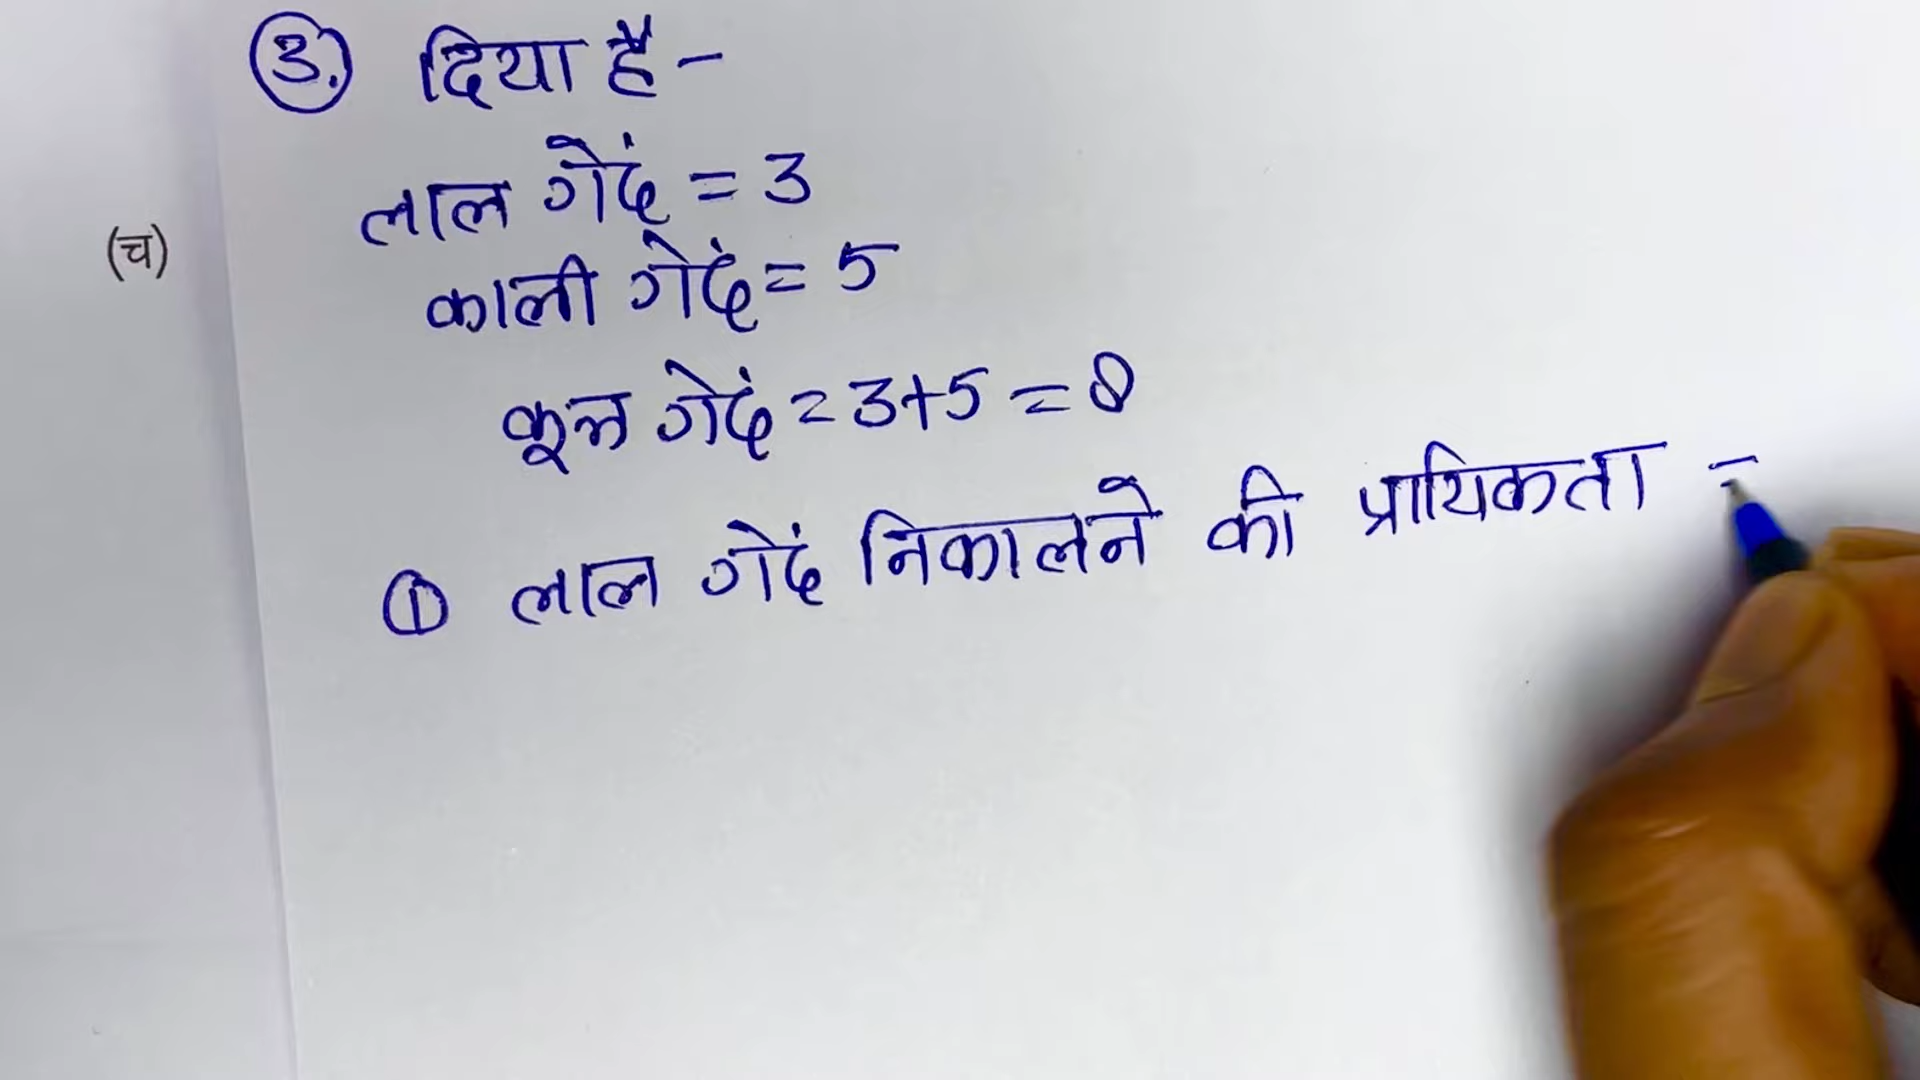 3. दिया है -
लाल गेदं = 3
(च)
काली गेदं = 5
कूल गेदं = 3+5 = 8
① लाल गेदं निकालने की प्रायिकता =